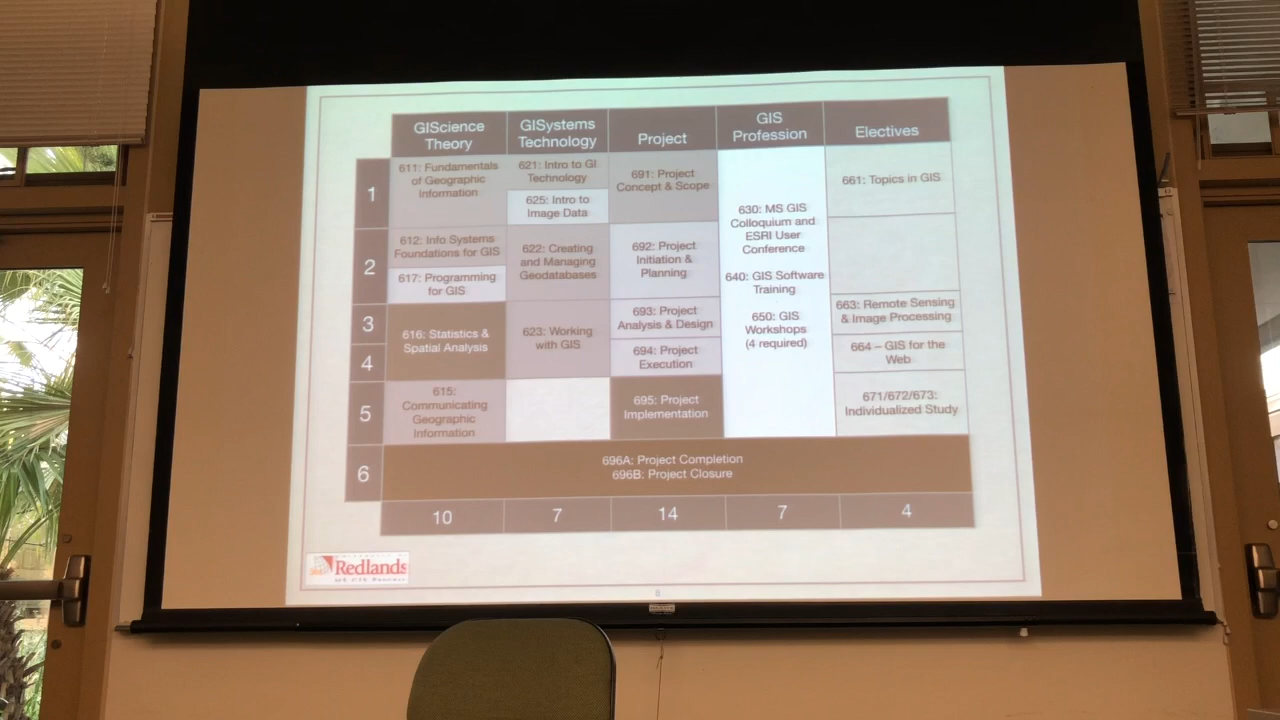 GIScience
Theory
GISystems
Technology
Project
GIS
Profession
Electives
1
611: Fundamentals
of Geographic
Information
621: Intro to GI
Technology
625: Intro to
Image Data
691: Project
Concept & Scope
630: MS GIS
Colloquium and
ESRI User
Conference
640: GIS Software
Training
650: GIS
Workshops
(4 required)
661: Topics in GIS
2
612: Info Systems
Foundations for GIS
617: Programming
for GIS
622: Creating
and Managing
Geodatabases
692: Project
Initiation &
Planning
3
4
616: Statistics &
Spatial Analysis
623: Working
with GIS
693: Project
Analysis & Design
694: Project
Execution
663: Remote Sensing
& Image Processing
664 – GIS for the
Web
5
615:
Communicating
Geographic
Information
695: Project
Implementation
671/672/673:
Individualized Study
6
696A: Project Completion
696B: Project Closure
10
7
14
7
4
Redlands
8